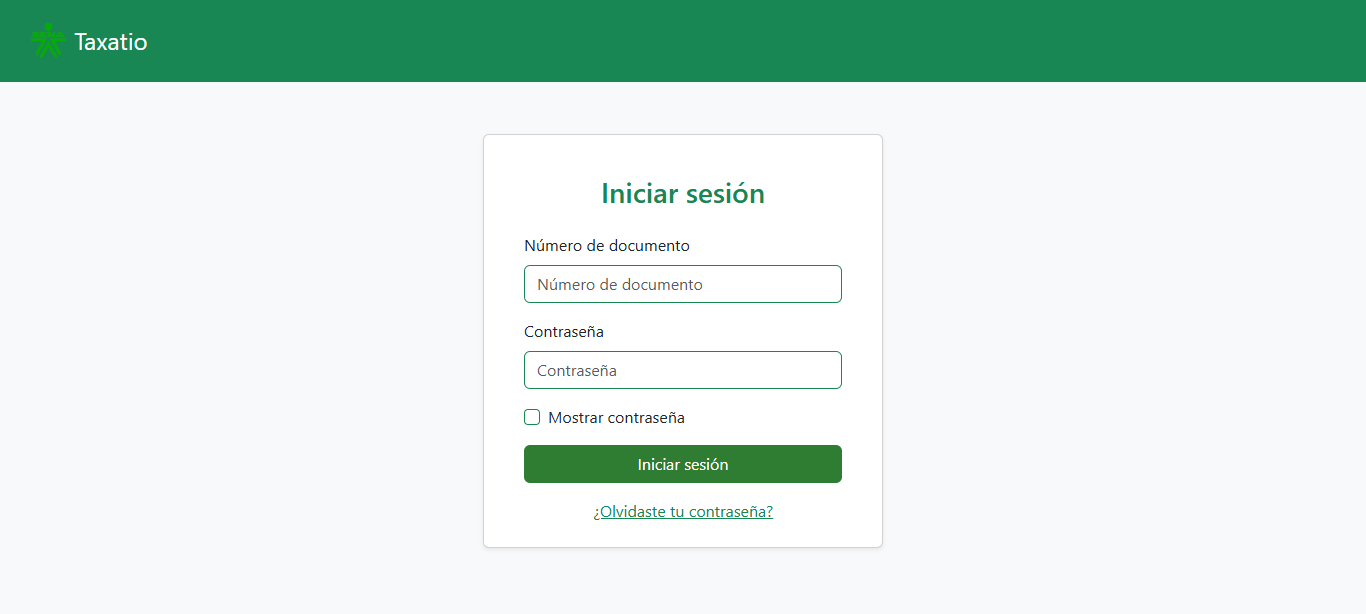 Taxatio
Iniciar sesión
Número de documento
Número de documento
Contraseña
Contraseña
Mostrar contraseña
Iniciar sesión
¿Olvidaste tu contraseña?